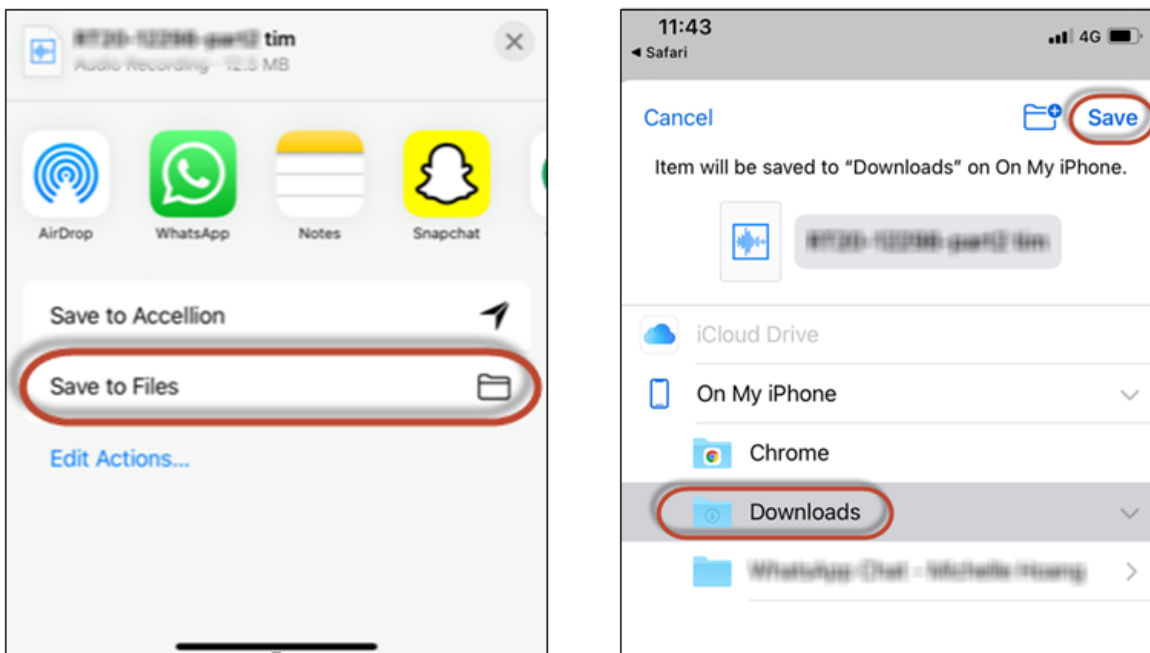 tim
MB
AirDrop
WhatsApp
Notes
Snapchat
Save to Accellion
Save to Files
Edit Actions...
11:43
4G
◀ Safari
Cancel
Save
Item will be saved to “Downloads” on On My iPhone.
iCloud Drive
On My iPhone
Chrome
Downloads